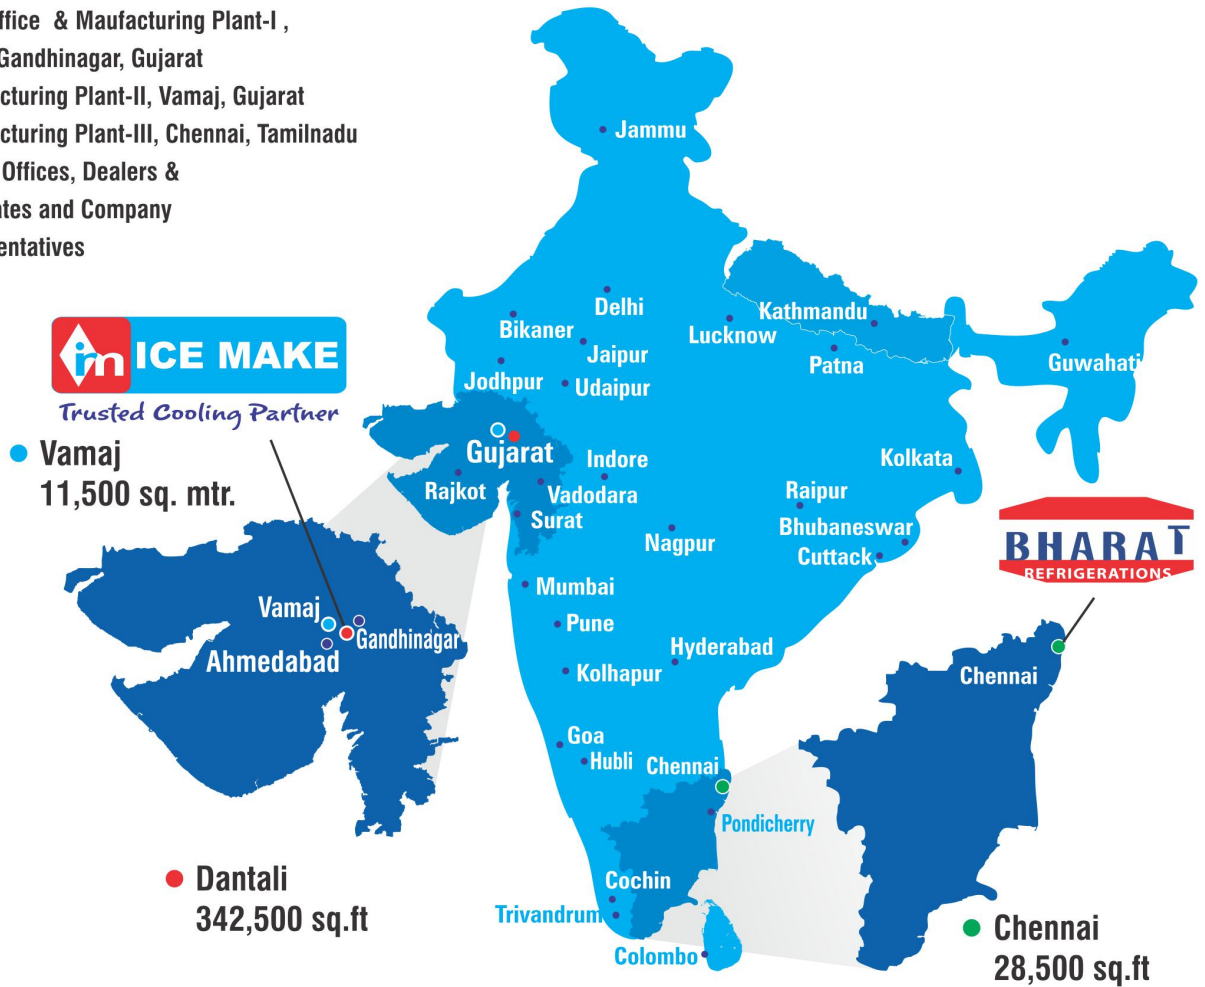 ffice & Maufacturing Plant-I ,
Gandhinagar, Gujarat
cturing Plant-II, Vamaj, Gujarat
cturing Plant-III, Chennai, Tamilnadu
Offices, Dealers &
ates and Company
entatives
Jammu
Delhi
Bikaner
Jaipur
Jodhpur
Udaipur
Lucknow
Kathmandu
Patna
Guwahati
im ICE MAKE
Trusted Cooling Partner
Vamaj
11,500 sq. mtr.
Gujarat
Rajkot
Indore
Vadodara
Surat
Kolkata
Raipur
Bhubaneswar
Cuttack
Nagpur
BHARAT
REFRIGERATIONS
Mumbai
Pune
Kolhapur
Hyderabad
Vamaj
Gandhinagar
Ahmedabad
Chennai
Goa
Hubli
Chennai
Pondicherry
Cochin
Trivandrum
Colombo
Dantali
342,500 sq.ft
Chennai
28,500 sq.ft